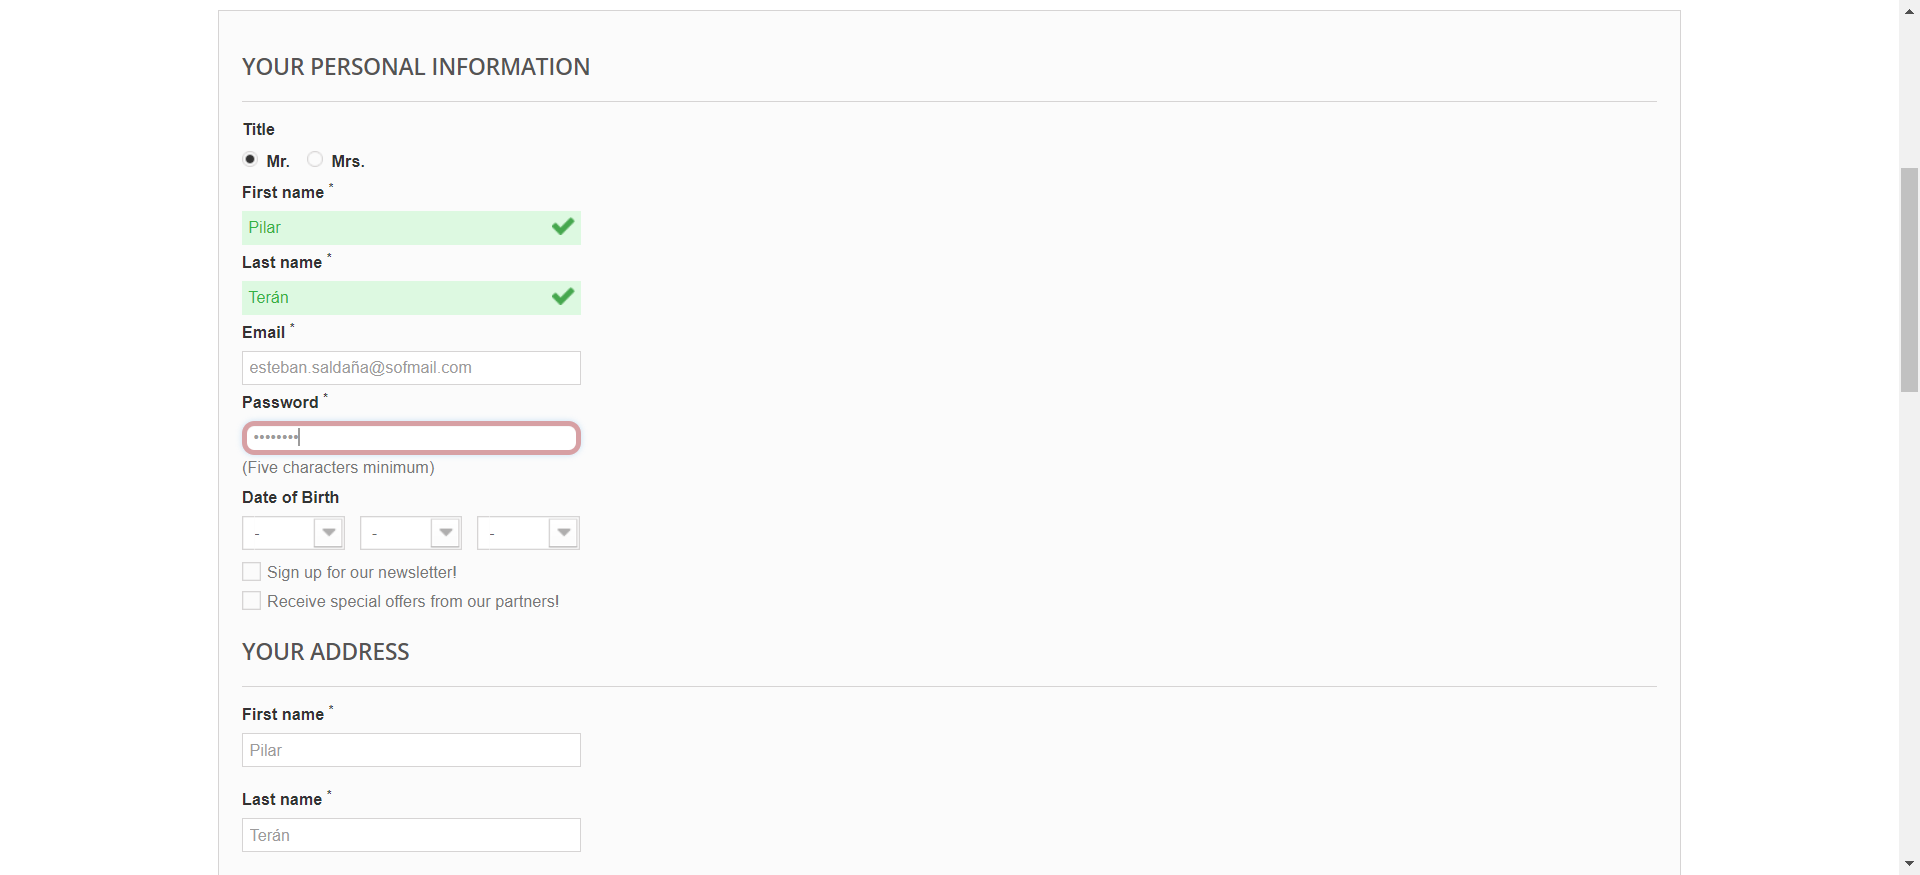 YOUR PERSONAL INFORMATION
Title
Mr. Mrs.
First name *
Pilar
Last name *
Terán
Email *
esteban.saldaña@sofmail.com
Password *
••••••••
(Five characters minimum)
Date of Birth
- - -
Sign up for our newsletter!
Receive special offers from our partners!
YOUR ADDRESS
First name *
Pilar
Last name *
Terán